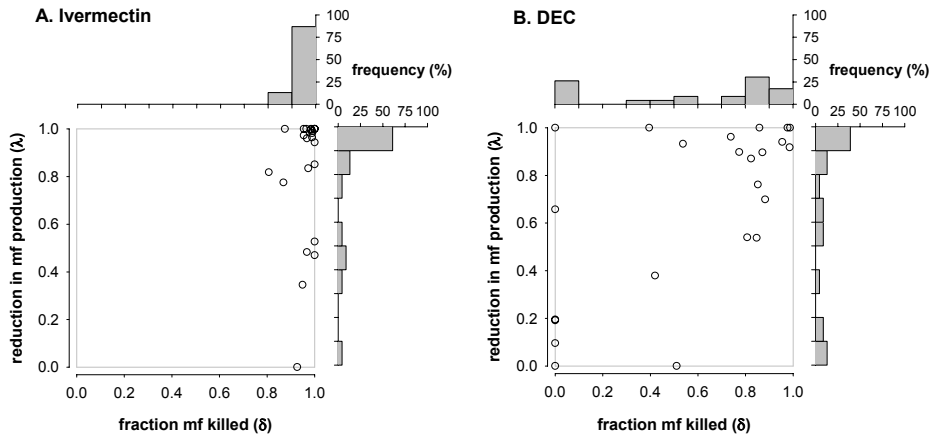 A. Ivermectin
100
75
50
25
0
frequency (%)
0 25 50 75 100
1.0
0.8
0.6
0.4
0.2
0.0
reduction in mf production (λ)
0.0 0.2 0.4 0.6 0.8 1.0
fraction mf killed (δ)
B. DEC
100
75
50
25
0
frequency (%)
0 25 50 75 100
1.0
0.8
0.6
0.4
0.2
0.0
reduction in mf production (λ)
0.0 0.2 0.4 0.6 0.8 1.0
fraction mf killed (δ)